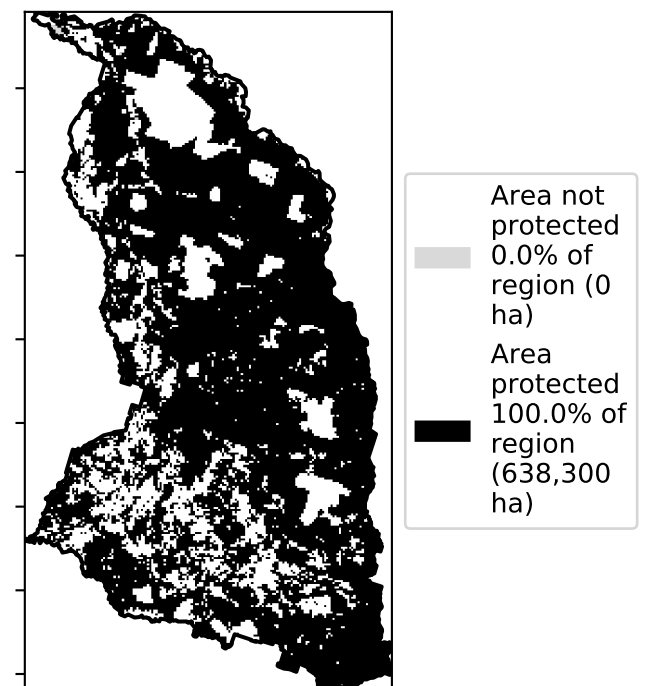 Area not
protected
0.0% of
region (0
ha)
Area
protected
100.0% of
region
(638,300
ha)